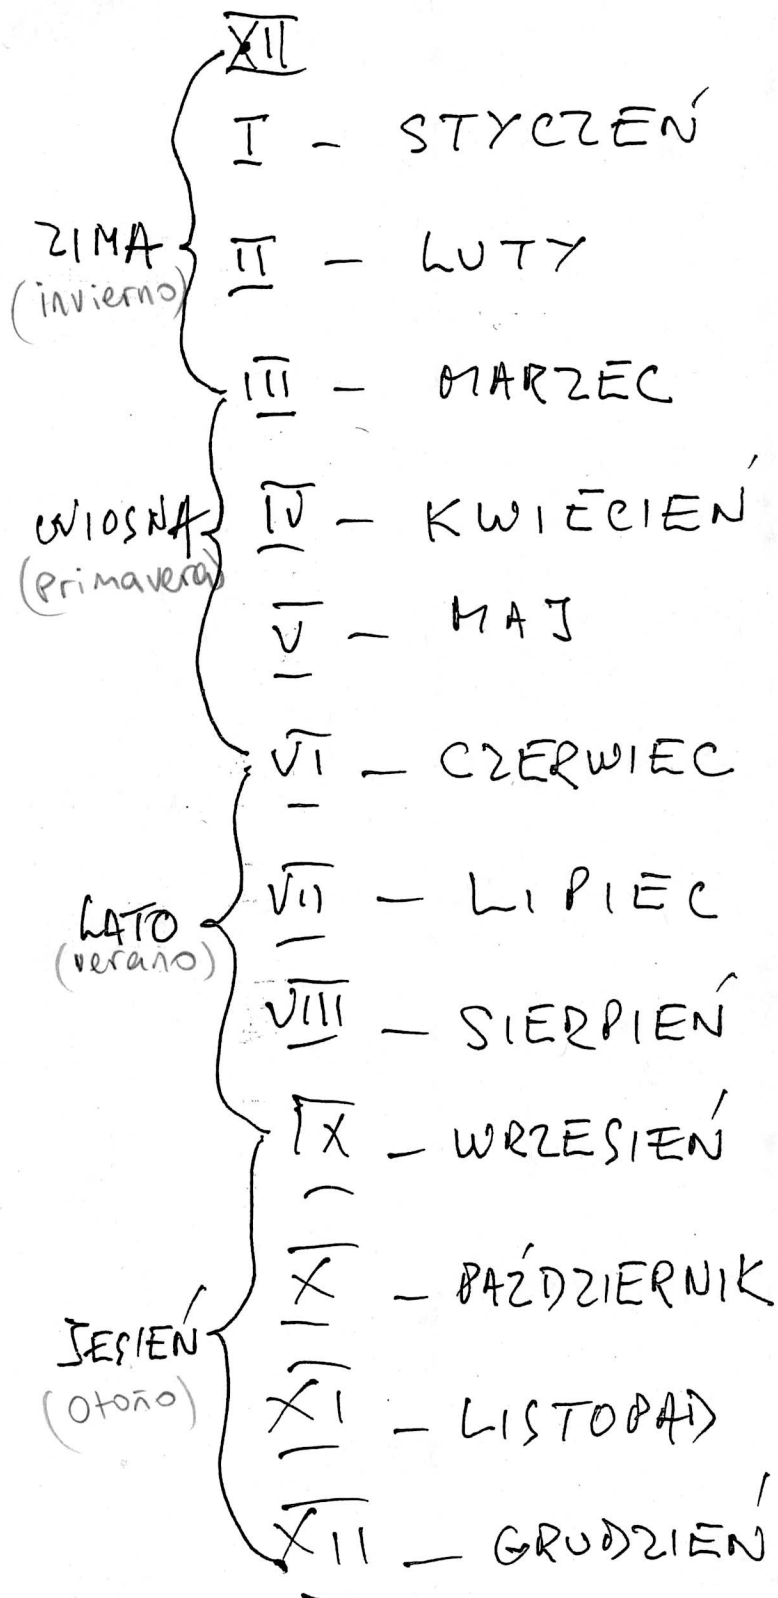 XII
I - STYCZEŃ
ZIMA
II - LUTY
(invierno)
III - MARZEC
WIOSNA
IV - KWIECIEŃ
(primavera)
V - MAJ
VI - CZERWIEC
LATO
VII - LIPIEC
(verano)
VIII - SIERPIEŃ
IX - WRZESIEŃ
X - PAŹDZIERNIK
JESIEŃ
(otoño)
XI - LISTOPAD
XII - GRUDZIEŃ